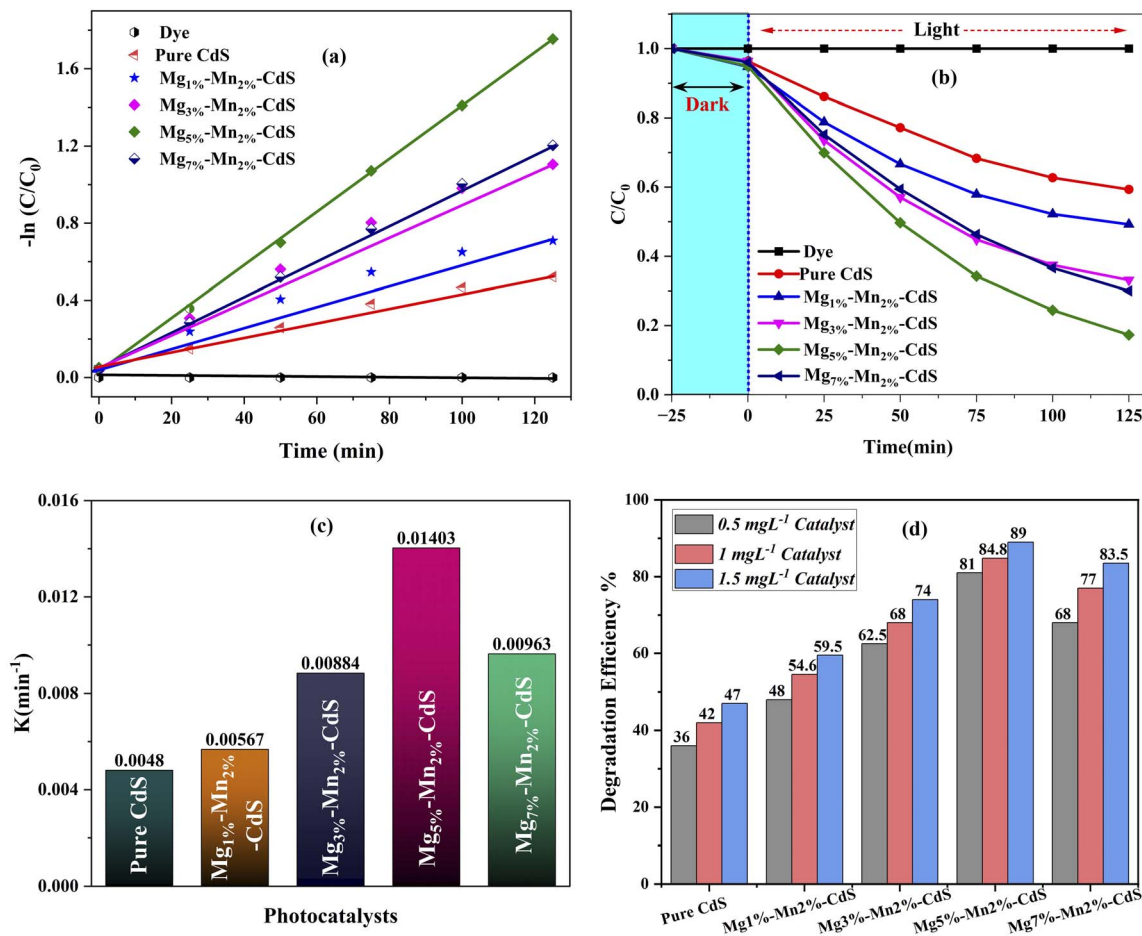 (a)
Dye
Pure CdS
Mg1%-Mn2%-CdS
Mg3%-Mn2%-CdS
Mg5%-Mn2%-CdS
Mg7%-Mn2%-CdS
1.6
1.2
0.8
0.4
0.0
-ln (C/C0)
0 25 50 75 100 125
Time (min)
Light
(b)
Dark
1.0
0.8
0.6
0.4
0.2
0.0
C/C0
Dye
Pure CdS
Mg1%-Mn2%-CdS
Mg3%-Mn2%-CdS
Mg5%-Mn2%-CdS
Mg7%-Mn2%-CdS
−25 0 25 50 75 100 125
Time(min)
(c)
0.016
0.012
0.008
0.004
0.000
K(min-1)
0.0048
0.00567
0.00884
0.01403
0.00963
Pure CdS
Mg1%-Mn2%
-CdS
Mg3%-Mn2%-CdS
Mg5%-Mn2%-CdS
Mg7%-Mn2%-CdS
Photocatalysts
(d)
0.5 mgL-1 Catalyst
1 mgL-1 Catalyst
1.5 mgL-1 Catalyst
100
80
60
40
20
0
Degradation Efficiency %
36 42 47
48 54.6 59.5
62.5 68 74
81 84.8 89
68 77 83.5
Pure CdS
Mg1%-Mn2%-CdS
Mg3%-Mn2%-CdS
Mg5%-Mn2%-CdS
Mg7%-Mn2%-CdS